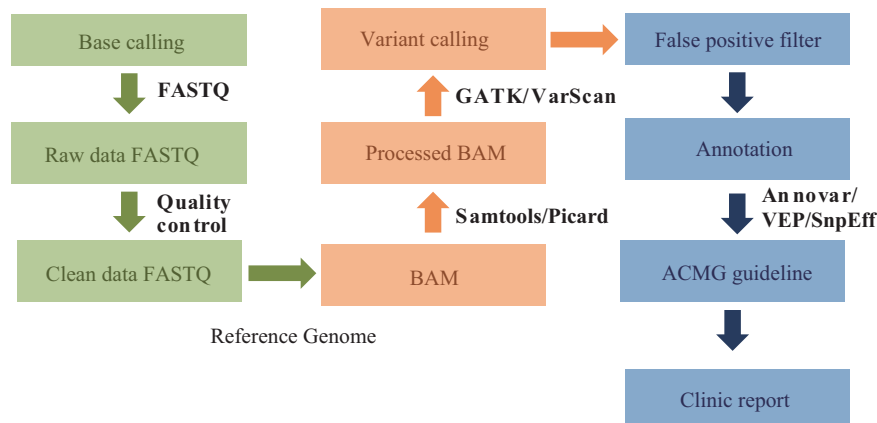 Base calling
FASTQ
Raw data FASTQ
Quality
control
Clean data FASTQ
Reference Genome
BAM
Samtools/Picard
Processed BAM
GATK/VarScan
Variant calling
False positive filter
Annotation
Annovar/
VEP/SnpEff
ACMG guideline
Clinic report